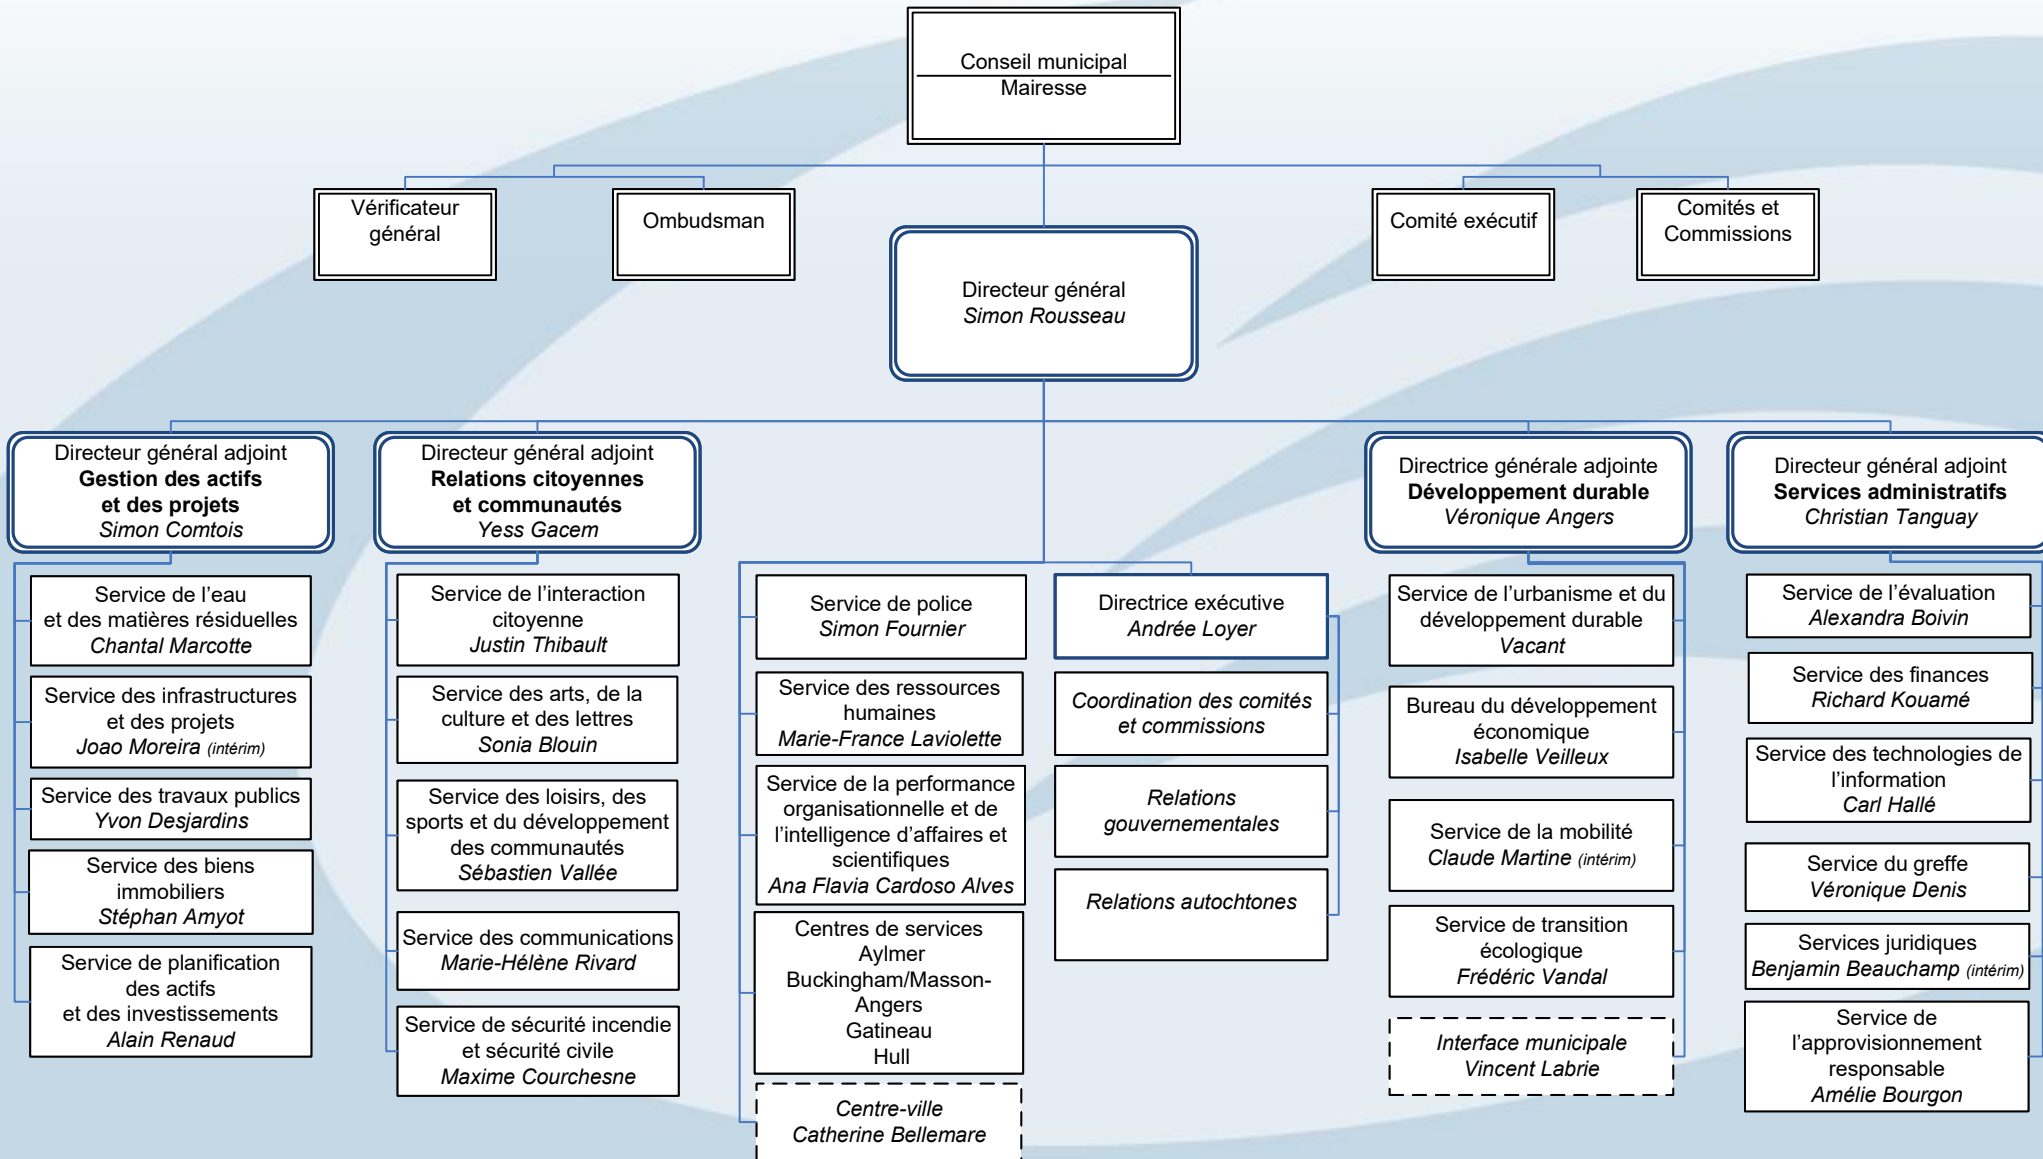 Conseil municipal
Mairesse
Vérificateur
général
Ombudsman
Comité exécutif
Comités et
Commissions
Directeur général
Simon Rousseau
Directeur général adjoint
Gestion des actifs
et des projets
Simon Comtois
Directeur général adjoint
Relations citoyennes
et communautés
Yess Gacem
Directrice générale adjointe
Développement durable
Véronique Angers
Directeur général adjoint
Services administratifs
Christian Tanguay
Service de l'eau
et des matières résiduelles
Chantal Marcotte
Service des infrastructures
et des projets
Joao Moreira (intérim)
Service des travaux publics
Yvon Desjardins
Service des biens
immobiliers
Stéphan Amyot
Service de planification
des actifs
et des investissements
Alain Renaud
Service de l'interaction
citoyenne
Justin Thibault
Service des arts, de la
culture et des lettres
Sonia Blouin
Service des loisirs, des
sports et du développement
des communautés
Sébastien Vallée
Service des communications
Marie-Hélène Rivard
Service de sécurité incendie
et sécurité civile
Maxime Courchesne
Service de police
Simon Fournier
Service des ressources
humaines
Marie-France Laviolette
Service de la performance
organisationnelle et de
l'intelligence d'affaires et
scientifiques
Ana Flavia Cardoso Alves
Centres de services
Aylmer
Buckingham/Masson-
Angers
Gatineau
Hull
Centre-ville
Catherine Bellemare
Directrice exécutive
Andrée Loyer
Coordination des comités
et commissions
Relations
gouvernementales
Relations autochtones
Service de l'urbanisme et du
développement durable
Vacant
Bureau du développement
économique
Isabelle Veilleux
Service de la mobilité
Claude Martine (intérim)
Service de transition
écologique
Frédéric Vandal
Interface municipale
Vincent Labrie
Service de l'évaluation
Alexandra Boivin
Service des finances
Richard Kouamé
Service des technologies de
l'information
Carl Hallé
Service du greffe
Véronique Denis
Services juridiques
Benjamin Beauchamp (intérim)
Service de
l'approvisionnement
responsable
Amélie Bourgon